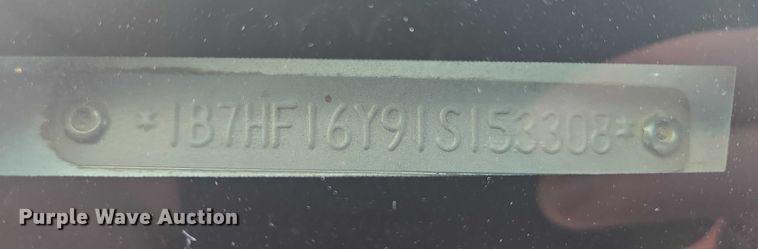 *1B7HF16Y91S153308*
Purple Wave Auction